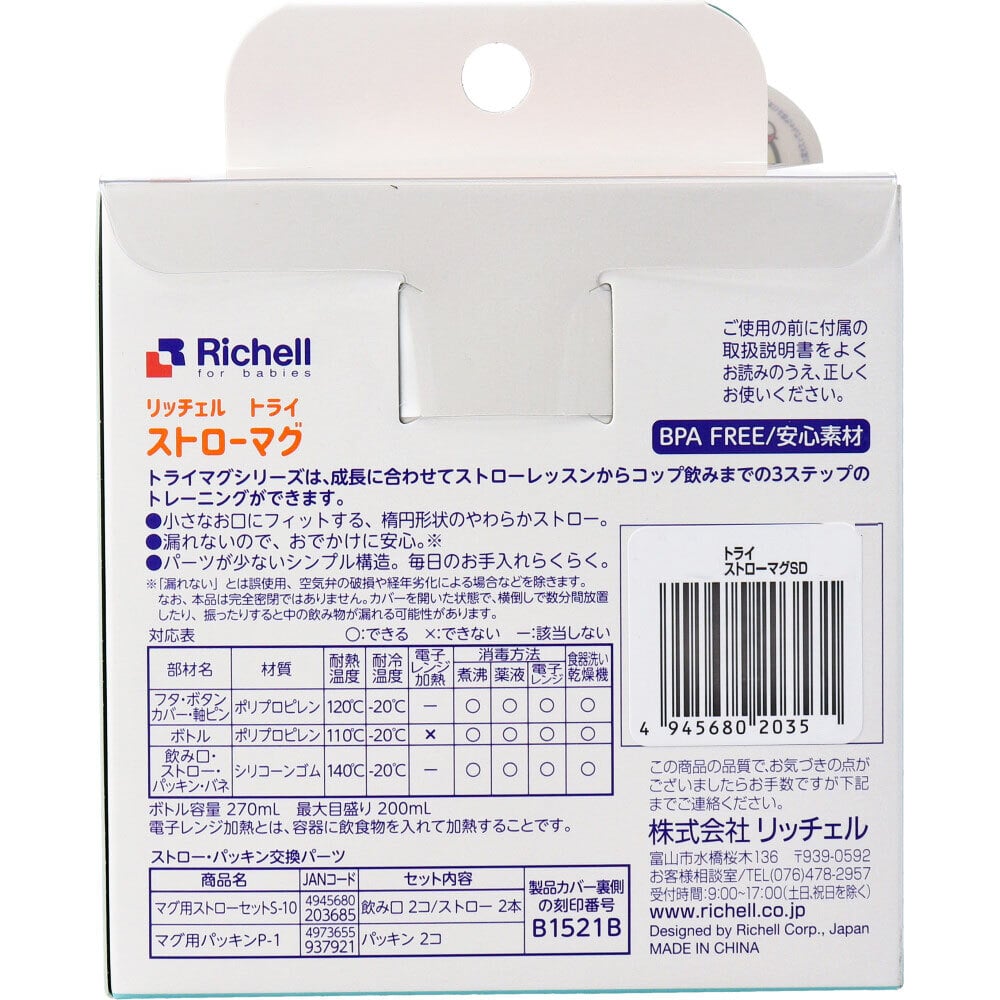 Richell
for babies
リッチェル トライ
ストローマグ
ご使用の前に付属の
取扱説明書をよく
お読みのうえ、正しく
お使いください。
BPA FREE/安心素材
トライマグシリーズは、成長に合わせてストローレッスンからコップ飲みまでの3ステップの
トレーニングができます。
●小さなお口にフィットする、楕円形状のやわらかストロー。
●漏れないので、おでかけに安心。※
●パーツが少ないシンプル構造。毎日のお手入れらくらく。
※「漏れない」とは誤使用、空気弁の破損や経年劣化による場合などを除きます。
なお、本品は完全密閉ではありません。カバーを開いた状態で、横倒しで数分間放置
したり、振ったりすると中の飲み物が漏れる可能性があります。
対応表 ○:できる ×:できない ー:該当しない
部材名 材質 耐熱温度 耐冷温度 電子レンジ加熱 消毒方法 煮沸 薬液 電子レンジ 食器洗い乾燥機
フタ・ボタン
カバー・軸ピン ポリプロピレン 120℃ -20℃ ー ○ ○ ○ ○
ボトル ポリプロピレン 110℃ -20℃ × ○ ○ ○ ○
飲み口・
ストロー・
パッキン・バネ シリコーンゴム 140℃ -20℃ ー ○ ○ ○ ○
ボトル容量 270mL 最大目盛り 200mL
電子レンジ加熱とは、容器に飲食物を入れて加熱することです。
ストロー・パッキン交換パーツ
商品名 JANコード セット内容
マグ用ストローセットS-10 4945680 203685 飲み口 2コ/ストロー 2本
マグ用パッキンP-1 4973655 937921 パッキン 2コ
製品カバー裏側
の刻印番号
B1521B
トライ
ストローマグSD
4 945680 2035
この商品の品質で、お気づきの点が
ございましたらお手数ですが下記
までご連絡ください。
株式会社 リッチェル
富山市水橋桜木136 〒939-0592
お客様相談室/TEL(076)478-2957
受付時間:9:00~17:00(土日,祝日を除く)
www.richell.co.jp
Designed by Richell Corp., Japan
MADE IN CHINA